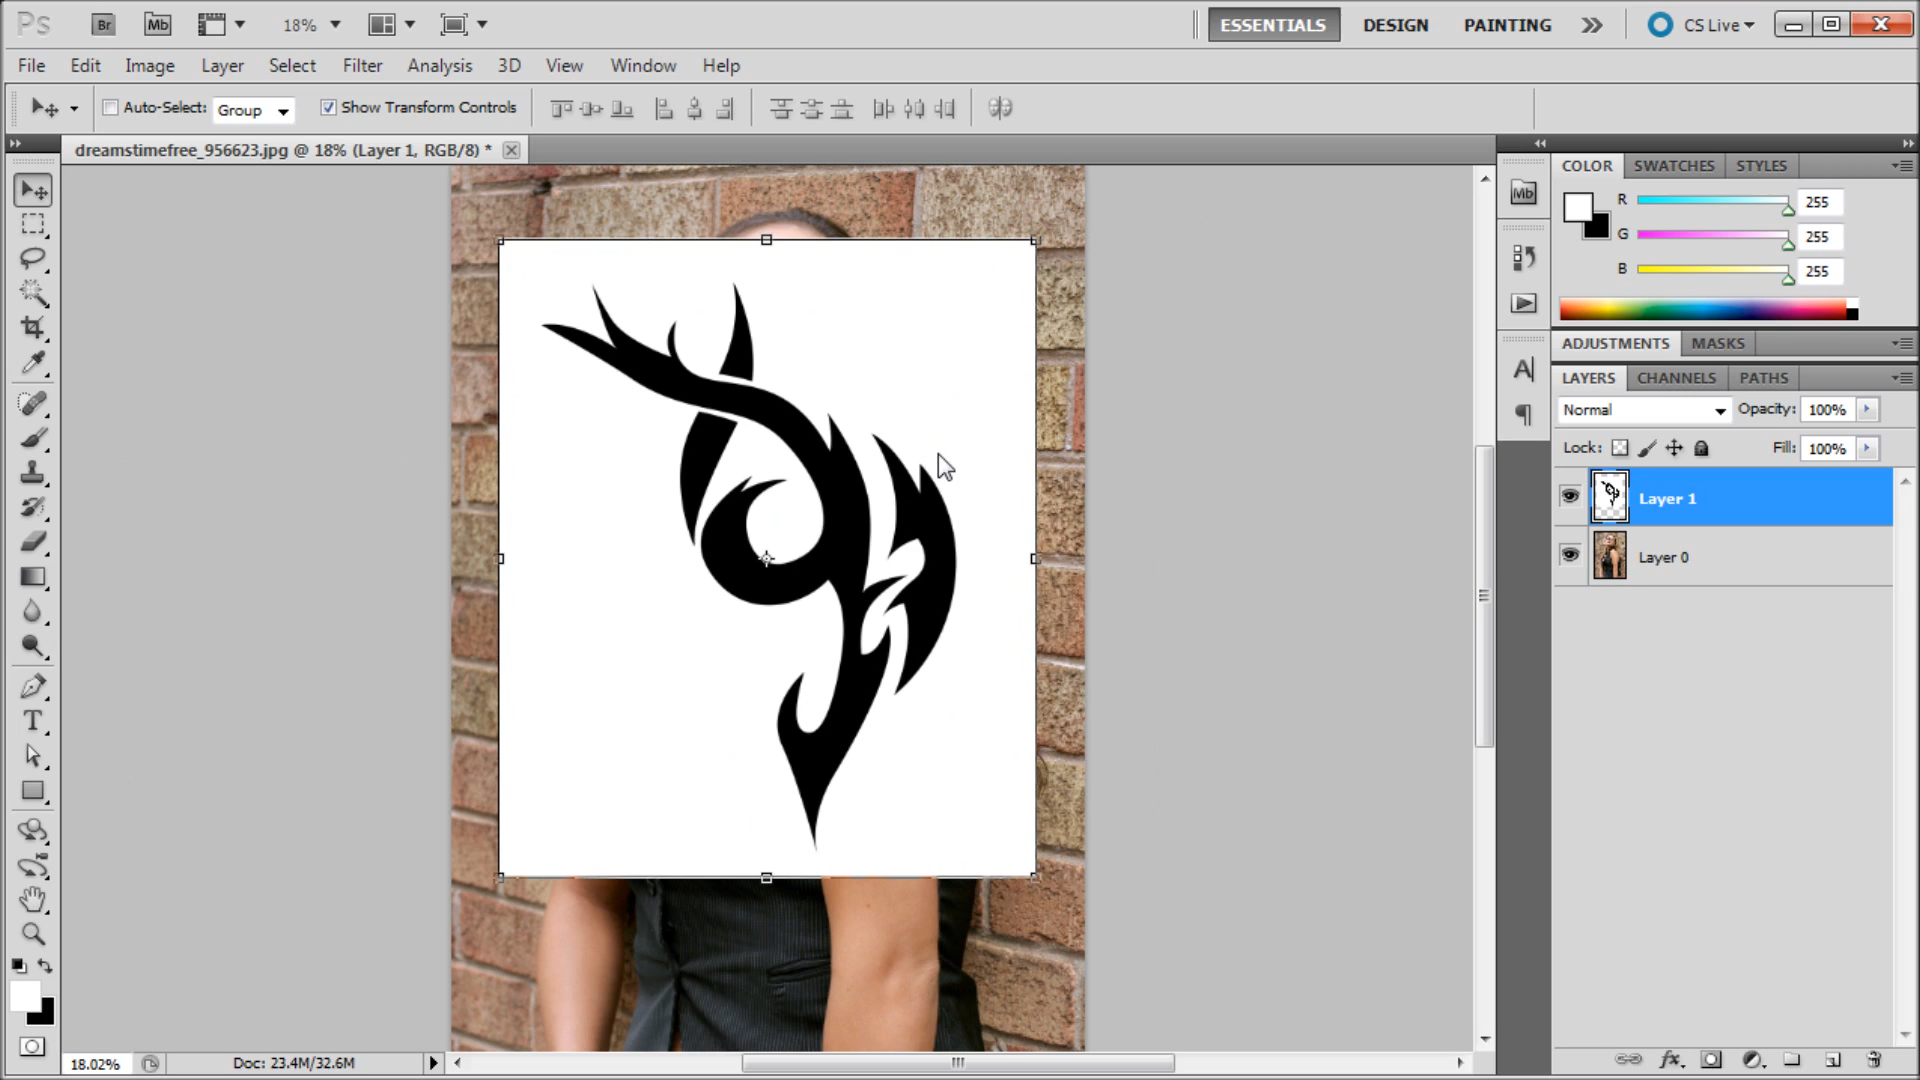 Ps Br Mb 18% ESSENTIALS DESIGN PAINTING CS Live
File Edit Image Layer Select Filter Analysis 3D View Window Help
Auto-Select: Group Show Transform Controls
dreamstimefree_956623.jpg @ 18% (Layer 1, RGB/8) *
COLOR SWATCHES STYLES
Mb
R 255
G 255
B 255
ADJUSTMENTS MASKS
LAYERS CHANNELS PATHS
Normal Opacity: 100%
Lock: Fill: 100%
Layer 1
Layer 0
18.02% Doc: 23.4M/32.6M